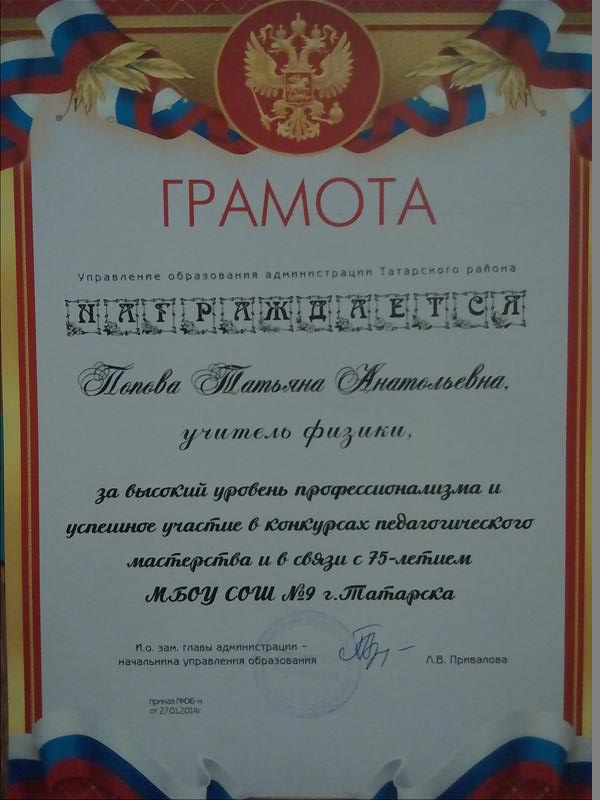 ГРАМОТА
Управление образования администрации Татарского района
НАГРАЖДАЕТСЯ
Попова Татьяна Анатольевна,
учитель физики,
за высокий уровень профессионализма и
успешное участие в конкурсах педагогического
мастерства и в связи с 75-летием
МБОУ СОШ №9 г.Татарска
И.о. зам. главы администрации –
начальника управления образования
Л.В. Привалова
приказ №06-н
от 27.01.2014г.